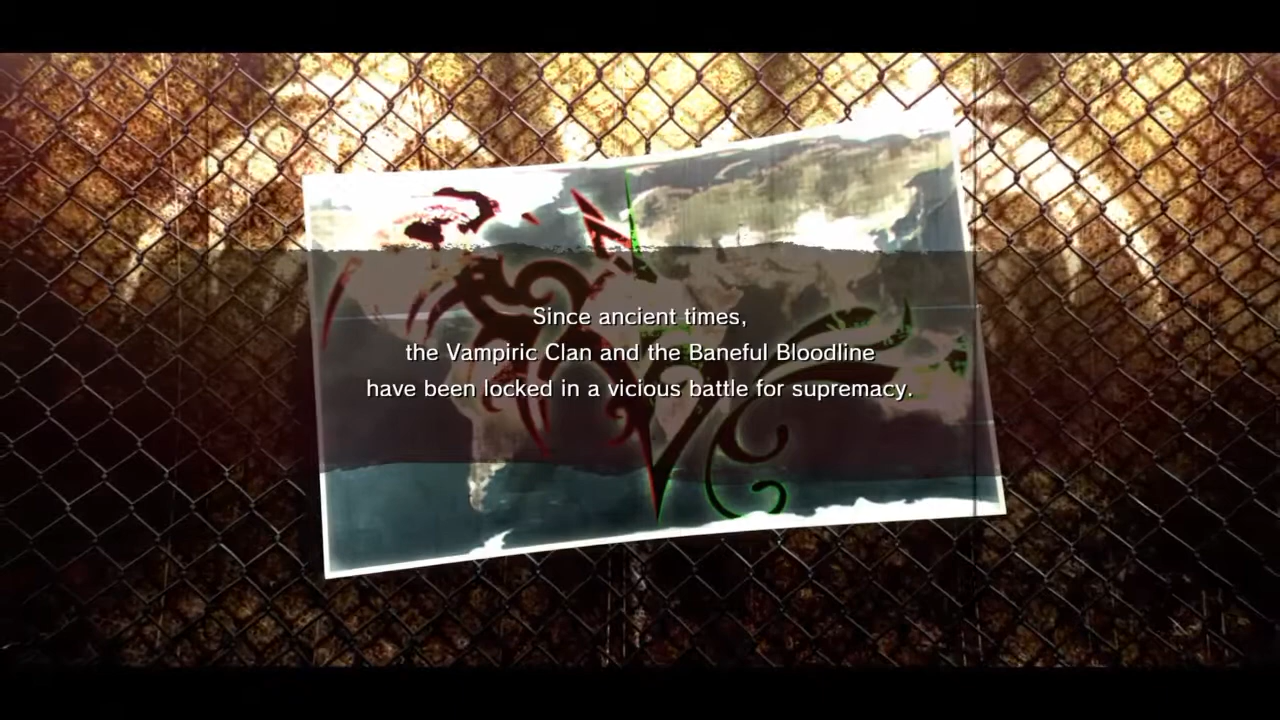 Since ancient times,
the Vampiric Clan and the Baneful Bloodline
have been locked in a vicious battle for supremacy.